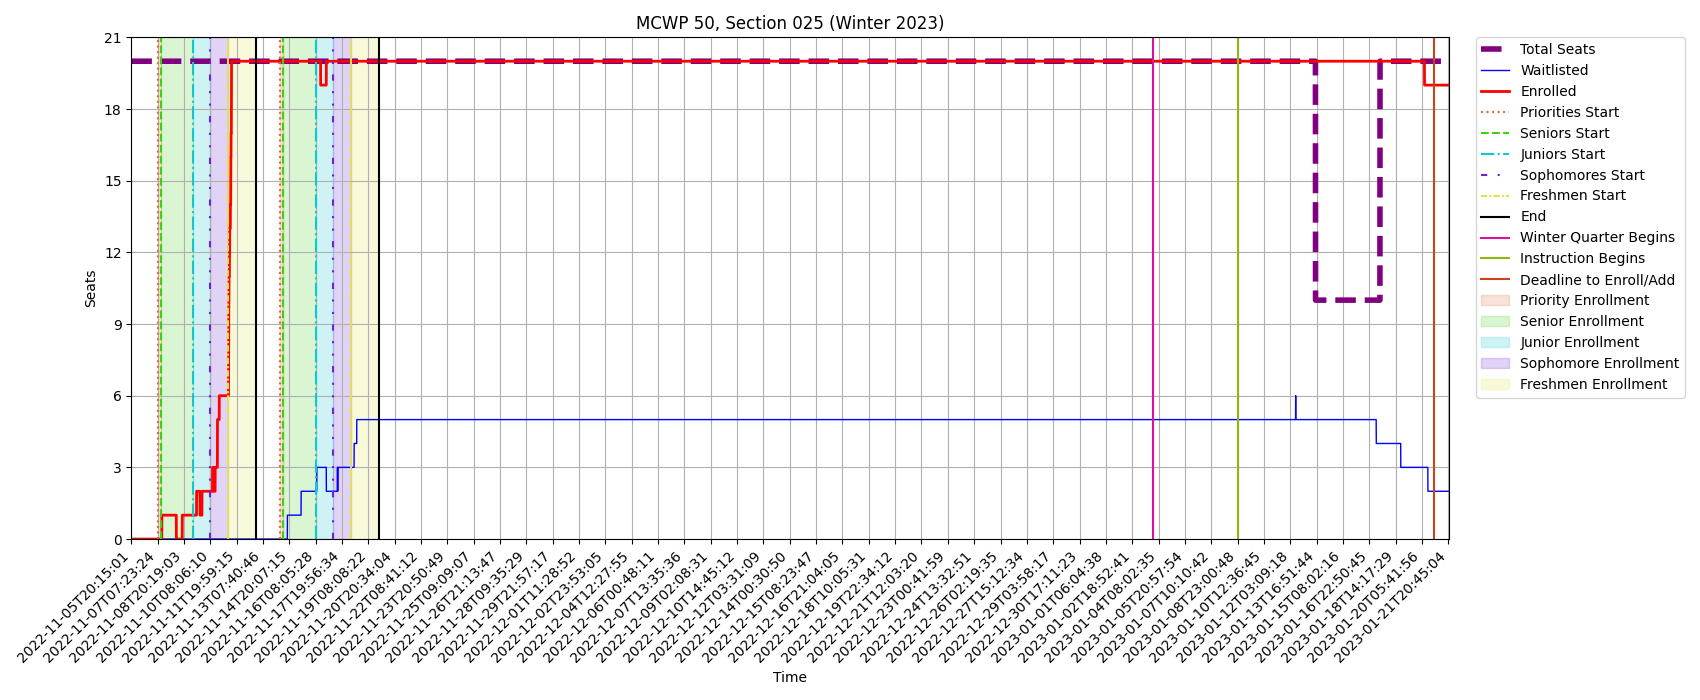 MCWP 50, Section 025 (Winter 2023)
Seats
21
18
15
12
9
6
3
0
2022-11-05T20:15:01
2022-11-07T07:23:24
2022-11-08T20:19:03
2022-11-10T08:06:10
2022-11-11T19:59:15
2022-11-13T07:40:46
2022-11-14T20:07:15
2022-11-16T08:05:28
2022-11-17T19:56:34
2022-11-19T08:08:22
2022-11-20T20:34:04
2022-11-22T08:41:12
2022-11-23T20:50:49
2022-11-25T09:09:07
2022-11-26T21:13:47
2022-11-28T09:35:29
2022-11-29T21:57:17
2022-12-01T11:28:52
2022-12-02T23:53:05
2022-12-04T12:27:55
2022-12-06T00:48:11
2022-12-07T13:35:36
2022-12-09T02:08:31
2022-12-10T14:45:12
2022-12-12T03:31:09
2022-12-14T00:30:50
2022-12-15T08:23:47
2022-12-16T21:04:05
2022-12-18T10:05:31
2022-12-19T22:34:12
2022-12-21T12:03:20
2022-12-23T00:41:59
2022-12-24T13:32:51
2022-12-26T02:19:35
2022-12-27T15:12:34
2022-12-29T03:58:17
2022-12-30T17:11:23
2023-01-01T06:04:38
2023-01-02T18:52:41
2023-01-04T08:02:35
2023-01-05T20:57:54
2023-01-07T10:10:42
2023-01-08T23:00:48
2023-01-10T12:36:45
2023-01-12T03:09:18
2023-01-13T16:51:44
2023-01-15T08:02:16
2023-01-16T22:50:45
2023-01-18T14:17:29
2023-01-20T05:41:56
2023-01-21T20:45:04
Time
Total Seats
Waitlisted
Enrolled
Priorities Start
Seniors Start
Juniors Start
Sophomores Start
Freshmen Start
End
Winter Quarter Begins
Instruction Begins
Deadline to Enroll/Add
Priority Enrollment
Senior Enrollment
Junior Enrollment
Sophomore Enrollment
Freshmen Enrollment